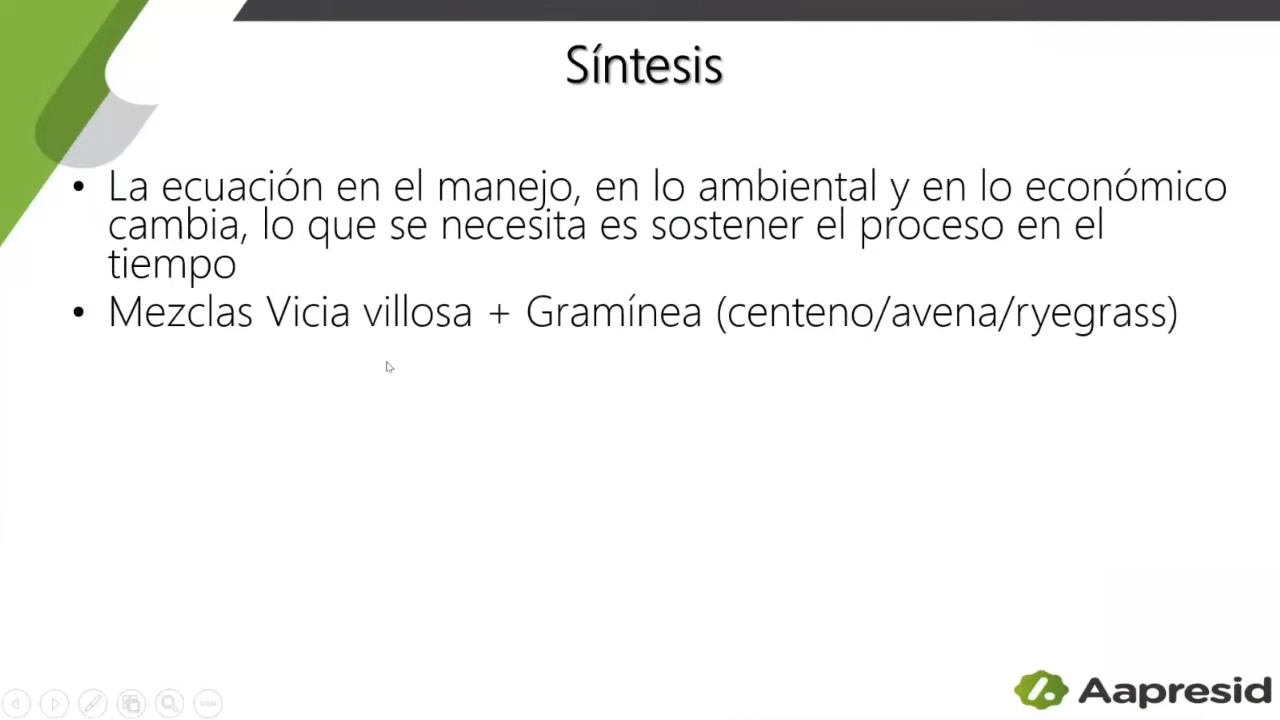 Síntesis
• La ecuación en el manejo, en lo ambiental y en lo económico
cambia, lo que se necesita es sostener el proceso en el
tiempo
• Mezclas Vicia villosa + Gramínea (centeno/avena/ryegrass)
Aapresid